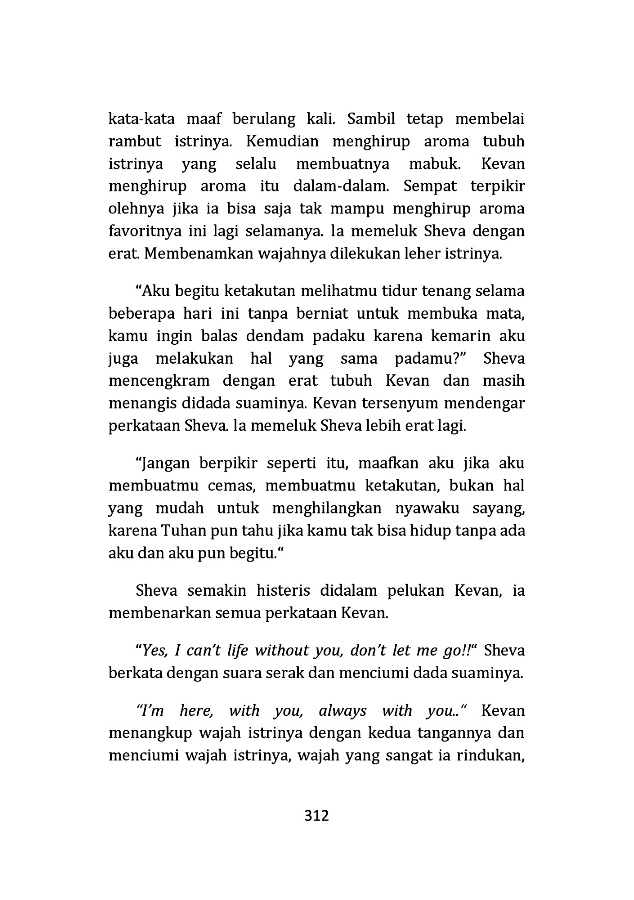 kata-kata maaf berulang kali. Sambil tetap membelai
rambut istrinya. Kemudian menghirup aroma tubuh
istrinya yang selalu membuatnya mabuk. Kevan
menghirup aroma itu dalam-dalam. Sempat terpikir
olehnya jika ia bisa saja tak mampu menghirup aroma
favoritnya ini lagi selamanya. Ia memeluk Sheva dengan
erat. Membenamkan wajahnya dilekukan leher istrinya.
“Aku begitu ketakutan melihatmu tidur tenang selama
beberapa hari ini tanpa berniat untuk membuka mata,
kamu ingin balas dendam padaku karena kemarin aku
juga melakukan hal yang sama padamu?” Sheva
mencengkram dengan erat tubuh Kevan dan masih
menangis didada suaminya. Kevan tersenyum mendengar
perkataan Sheva. Ia memeluk Sheva lebih erat lagi.
“Jangan berpikir seperti itu, maafkan aku jika aku
membuatmu cemas, membuatmu ketakutan, bukan hal
yang mudah untuk menghilangkan nyawaku sayang,
karena Tuhan pun tahu jika kamu tak bisa hidup tanpa ada
aku dan aku pun begitu.“
Sheva semakin histeris didalam pelukan Kevan, ia
membenarkan semua perkataan Kevan.
“Yes, I can’t life without you, don’t let me go!!“ Sheva
berkata dengan suara serak dan menciumi dada suaminya.
“I’m here, with you, always with you..“ Kevan
menangkup wajah istrinya dengan kedua tangannya dan
menciumi wajah istrinya, wajah yang sangat ia rindukan,
312